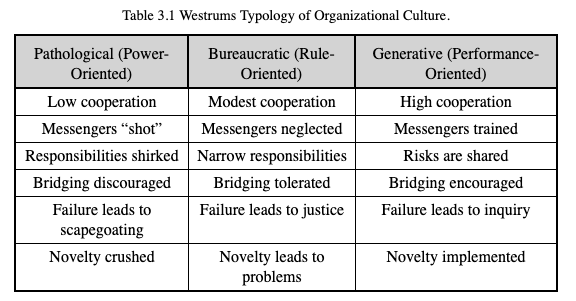 Table 3.1 Westrums Typology of Organizational Culture.
Pathological (Power-
Oriented)
Bureaucratic (Rule-
Oriented)
Generative (Performance-
Oriented)
Low cooperation
Modest cooperation
High cooperation
Messengers “shot”
Messengers neglected
Messengers trained
Responsibilities shirked
Narrow responsibilities
Risks are shared
Bridging discouraged
Bridging tolerated
Bridging encouraged
Failure leads to
scapegoating
Failure leads to justice
Failure leads to inquiry
Novelty crushed
Novelty leads to
problems
Novelty implemented